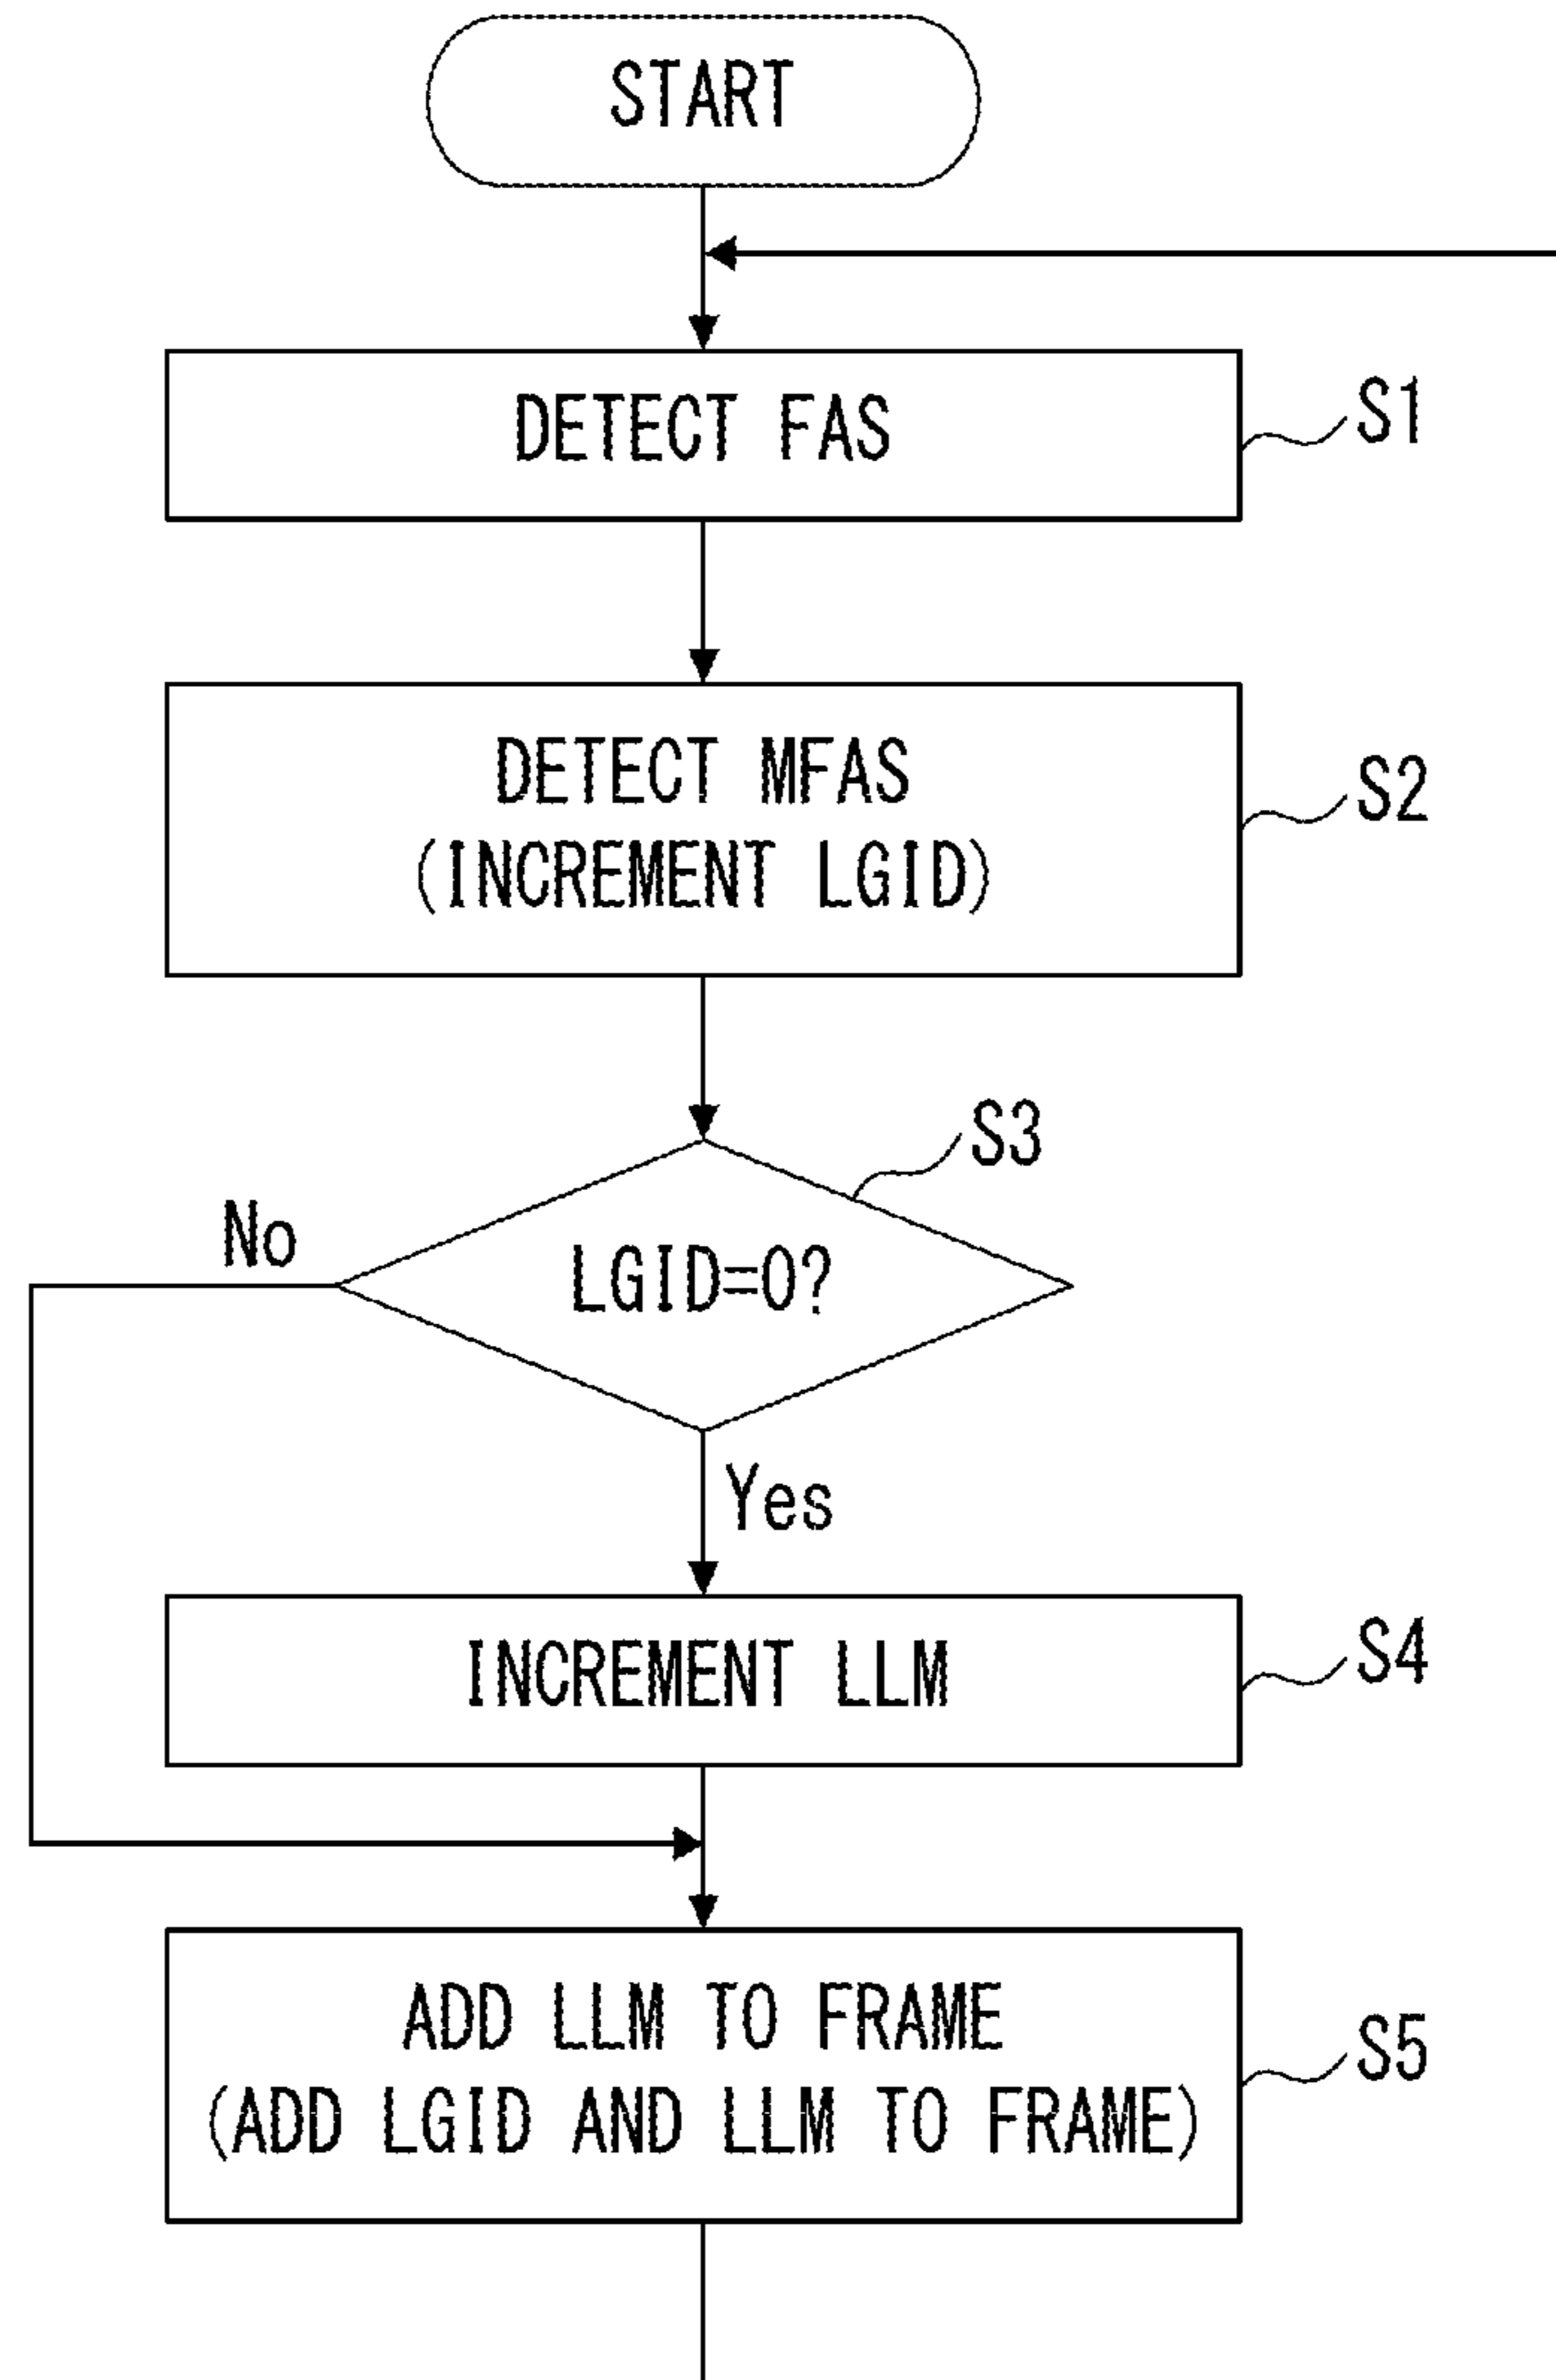 START
DETECT FAS
S1
DETECT MFAS
(INCREMENT LGID)
S2
S3
No
LGID=0?
Yes
INCREMENT LLM
S4
ADD LLM TO FRAME
(ADD LGID AND LLM TO FRAME)
S5